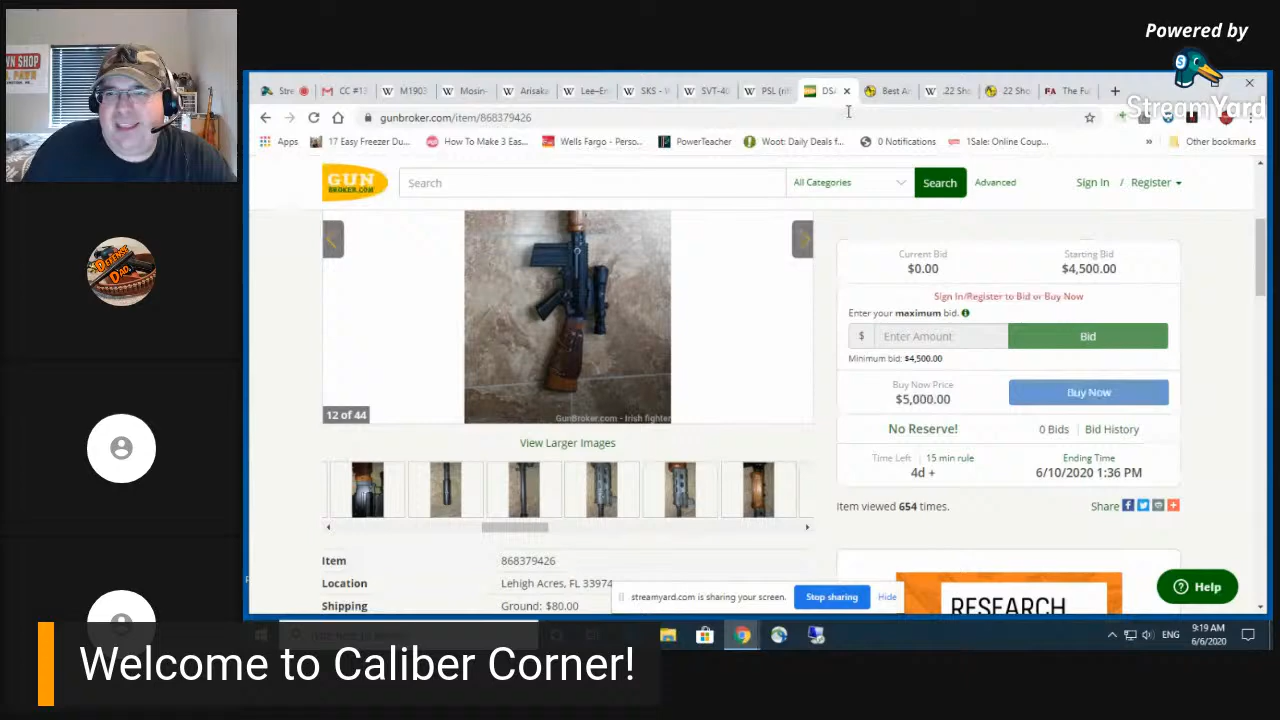 Powered by
StreamYard
Stre
CC #1
M1903
Mosin-
Arisaka
Lee–En
SKS - W
SVT-40
PSL (ri
DSA
Best Ar
.22 Sho
22 Sho
FA The Fu
gunbroker.com/item/868379426
Apps
17 Easy Freezer Du...
How To Make 3 Eas...
Wells Fargo - Perso...
PowerTeacher
Woot: Daily Deals f...
0 Notifications
1Sale: Online Coup...
Other bookmarks
GUN
BROKER.COM
Search
All Categories
Search
Advanced
Sign In / Register
Current Bid
$0.00
Starting Bid
$4,500.00
Sign In/Register to Bid or Buy Now
Enter your maximum bid.
$ Enter Amount
Bid
Minimum bid: $4,500.00
Buy Now Price
$5,000.00
Buy Now
No Reserve!
0 Bids | Bid History
Time Left | 15 min rule
4d +
Ending Time
6/10/2020 1:36 PM
12 of 44
GunBroker.com - Irish fighter
View Larger Images
Item viewed 654 times.
Share
Item 868379426
Location Lehigh Acres, FL 33974
Shipping Ground: $80.00
streamyard.com is sharing your screen.
Stop sharing
Hide
RESEARCH
Help
ENG
9:19 AM
6/6/2020
DEFENSE
DAD
Welcome to Caliber Corner!